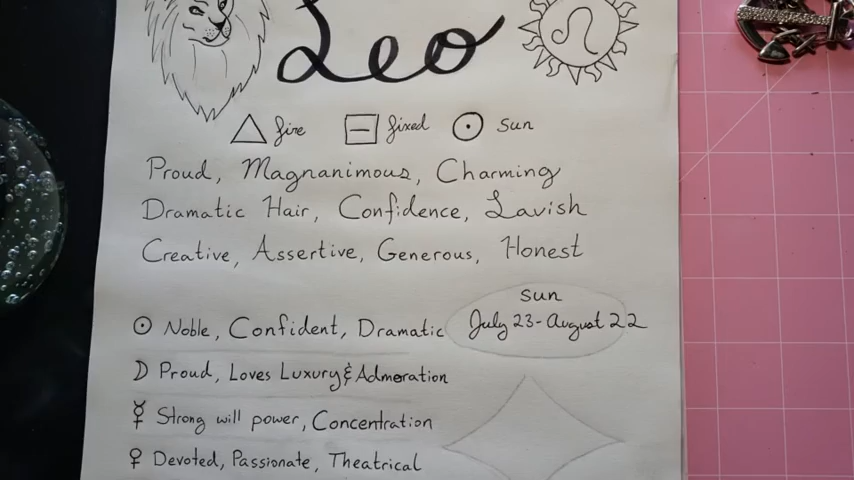 Leo
fire fixed sun
Proud, Magnanimous, Charming
Dramatic Hair, Confidence, Lavish
Creative, Assertive, Generous, Honest
sun
July 23-August 22
Noble, Confident, Dramatic
Proud, Loves Luxury & Admoration
Strong will power, Concentration
Devoted, Passionate, Theatrical